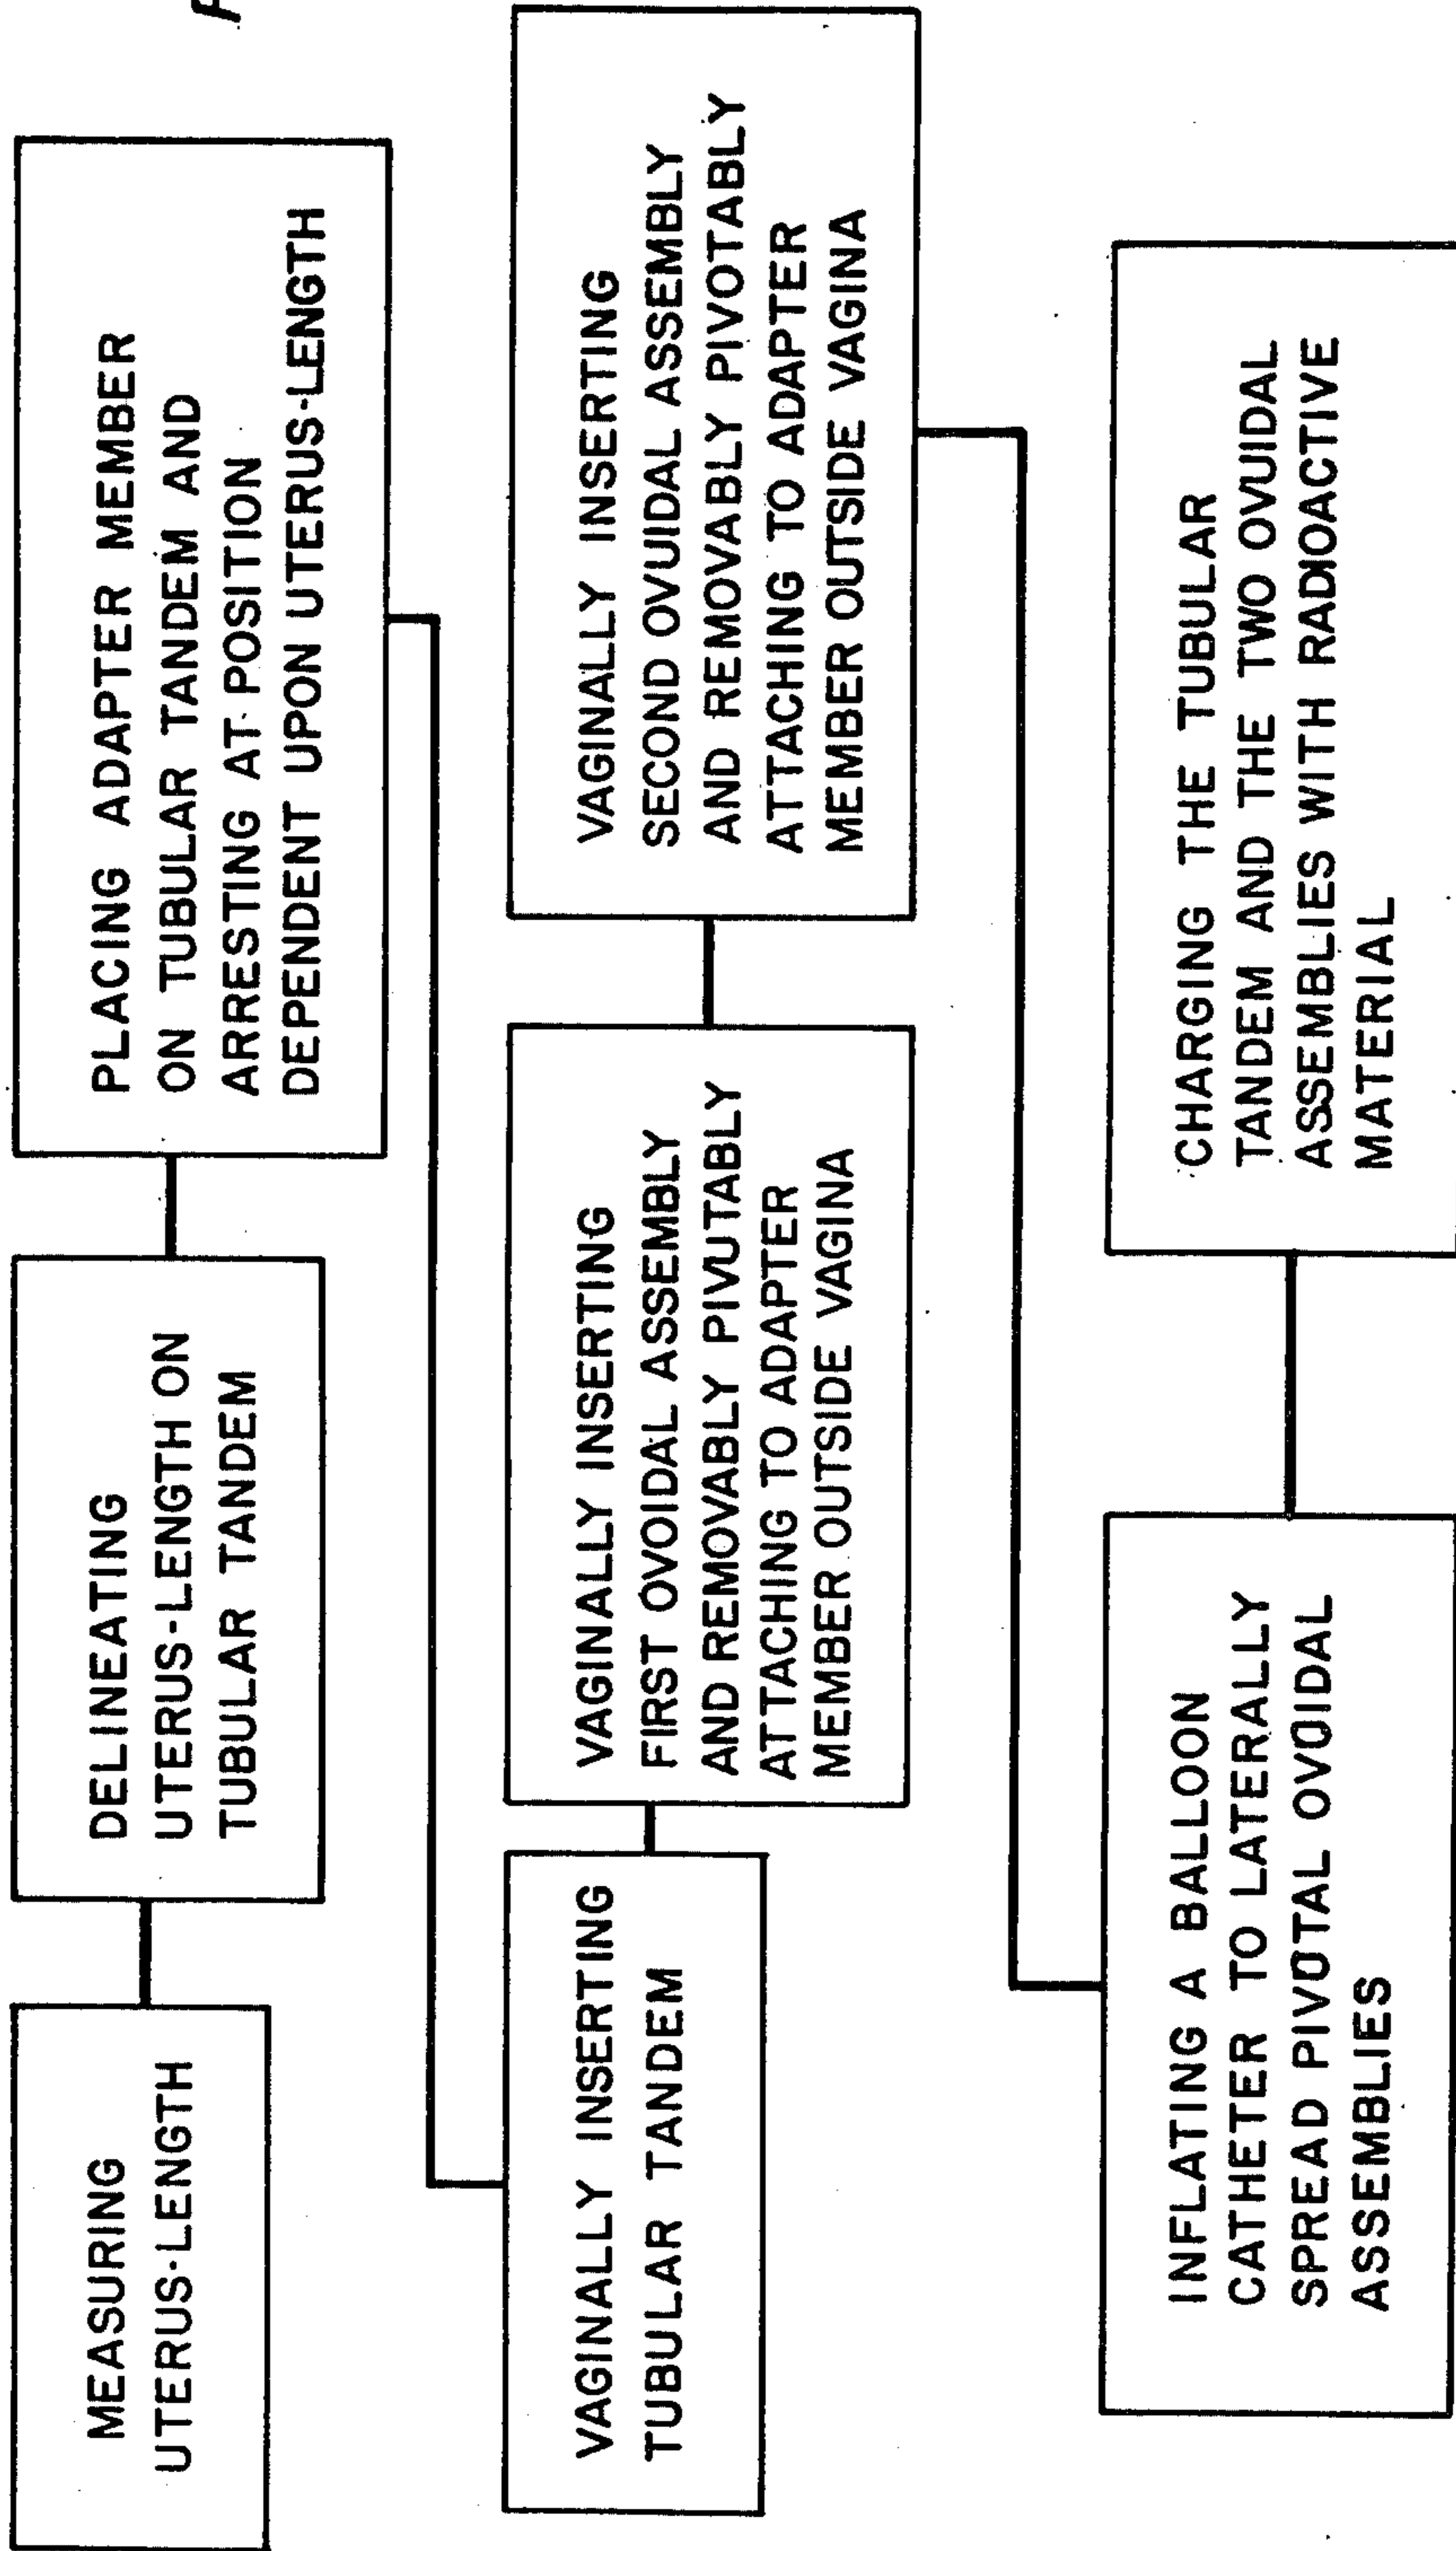 MEASURING
UTERUS-LENGTH
DELINEATING
UTERUS-LENGTH ON
TUBULAR TANDEM
PLACING ADAPTER MEMBER
ON TUBULAR TANDEM AND
ARRESTING AT POSITION
DEPENDENT UPON UTERUS-LENGTH
VAGINALLY INSERTING
TUBULAR TANDEM
VAGINALLY INSERTING
FIRST OVOIDAL ASSEMBLY
AND REMOVABLY PIVUTABLY
ATTACHING TO ADAPTER
MEMBER OUTSIDE VAGINA
VAGINALLY INSERTING
SECOND OVUIDAL ASSEMBLY
AND REMOVABLY PIVOTABLY
ATTACHING TO ADAPTER
MEMBER OUTSIDE VAGINA
INFLATING A BALLOON
CATHETER TO LATERALLY
SPREAD PIVOTAL OVOIDAL
ASSEMBLIES
CHARGING THE TUBULAR
TANDEM AND THE TWO OVUIDAL
ASSEMBLIES WITH RADIOACTIVE
MATERIAL